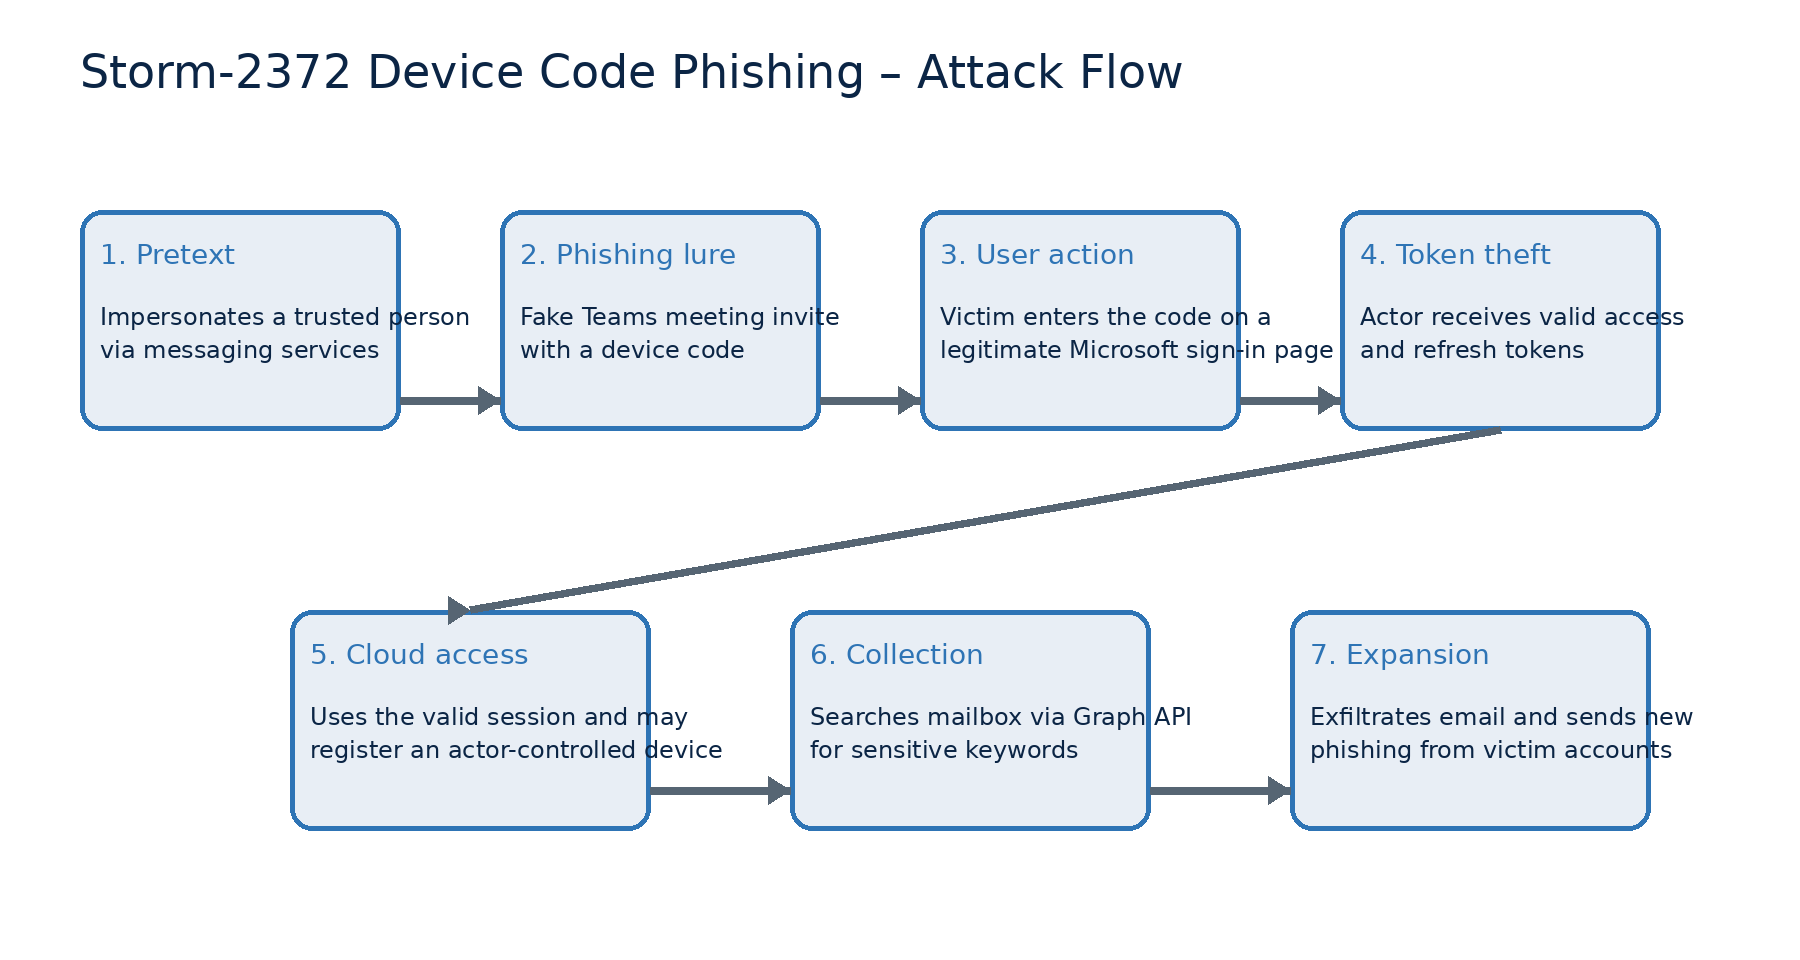 Storm-2372 Device Code Phishing – Attack Flow
1. Pretext
Impersonates a trusted person
via messaging services
2. Phishing lure
Fake Teams meeting invite
with a device code
3. User action
Victim enters the code on a
legitimate Microsoft sign-in page
4. Token theft
Actor receives valid access
and refresh tokens
5. Cloud access
Uses the valid session and may
register an actor-controlled device
6. Collection
Searches mailbox via Graph API
for sensitive keywords
7. Expansion
Exfiltrates email and sends new
phishing from victim accounts